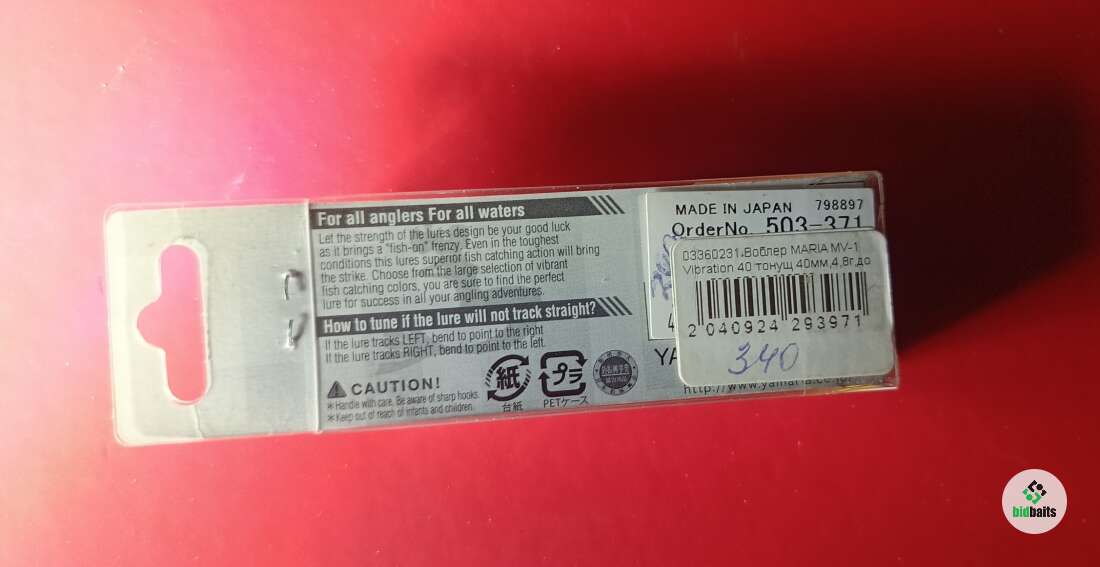 For all anglers For all waters
Let the strength of the lures design be your good luck
as it brings a "fish-on" frenzy. Even in the toughest
conditions this lures superior fish catching action will bring
the strike. Choose from the large selection of vibrant
fish catching colors, you are sure to find the perfect
lure for success in all your angling adventures.
How to tune if the lure will not track straight?
If the lure tracks LEFT, bend to point to the right
If the lure tracks RIGHT, bend to point to the left.
CAUTION!
*Handle with care. Be aware of sharp hooks.
*Keep out of reach of infants and children.
紙
台紙
プラ
PETケース
MADE IN JAPAN 798897
OrderNo. 503-371
03360231.Воблер MARIA MV-1
Vibration 40 тонущ 40мм,4,8г,до
2 040924 293971
340
YA
http://www.yamaria.co
bidbaits